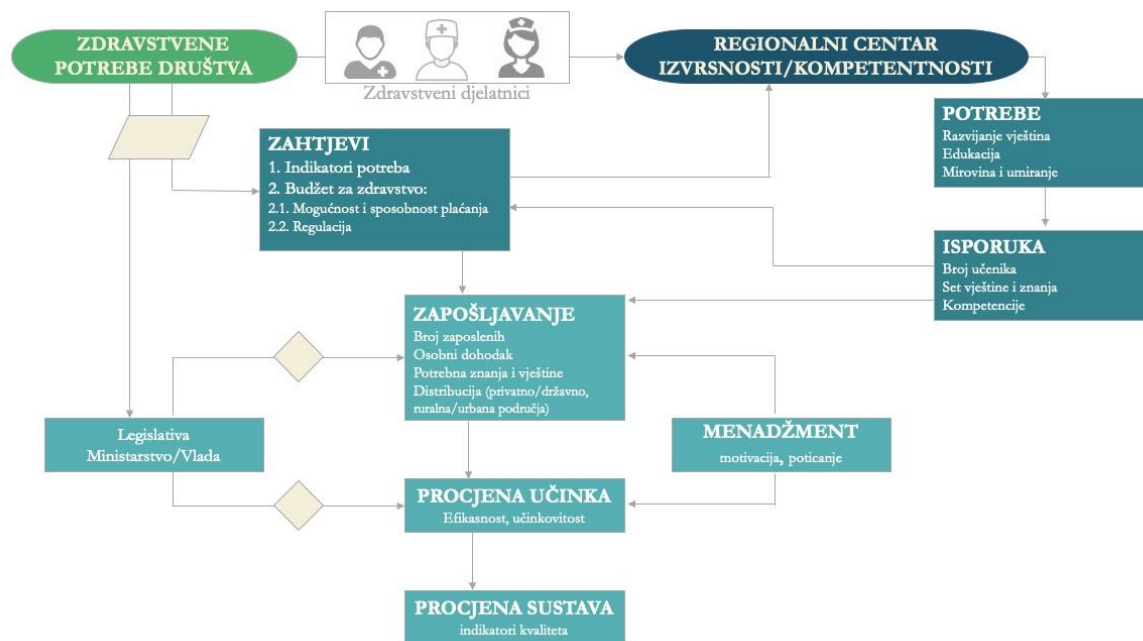 ZDRAVSTVENE
POTREBE DRUŠTVA
Zdravstveni djelatnici
REGIONALNI CENTAR
IZVRSNOSTI/KOMPETENTNOSTI
POTREBE
Razvijanje vještina
Edukacija
Mirovina i umiranje
ZAHTJEVI
1. Indikatori potreba
2. Budžet za zdravstvo:
2.1. Mogućnost i sposobnost plaćanja
2.2. Regulacija
ISPORUKA
Broj učenika
Set vještine i znanja
Kompetencije
ZAPOŠLJAVANJE
Broj zaposlenih
Osobni dohodak
Potrebna znanja i vještine
Distribucija (privatno/državno,
ruralna/urbana područja)
Legislativa
Ministarstvo/Vlada
MENADŽMENT
motivacija, poticanje
PROCJENA UČINKA
Efikasnost, učinkovitost
PROCJENA SUSTAVA
indikatori kvaliteta